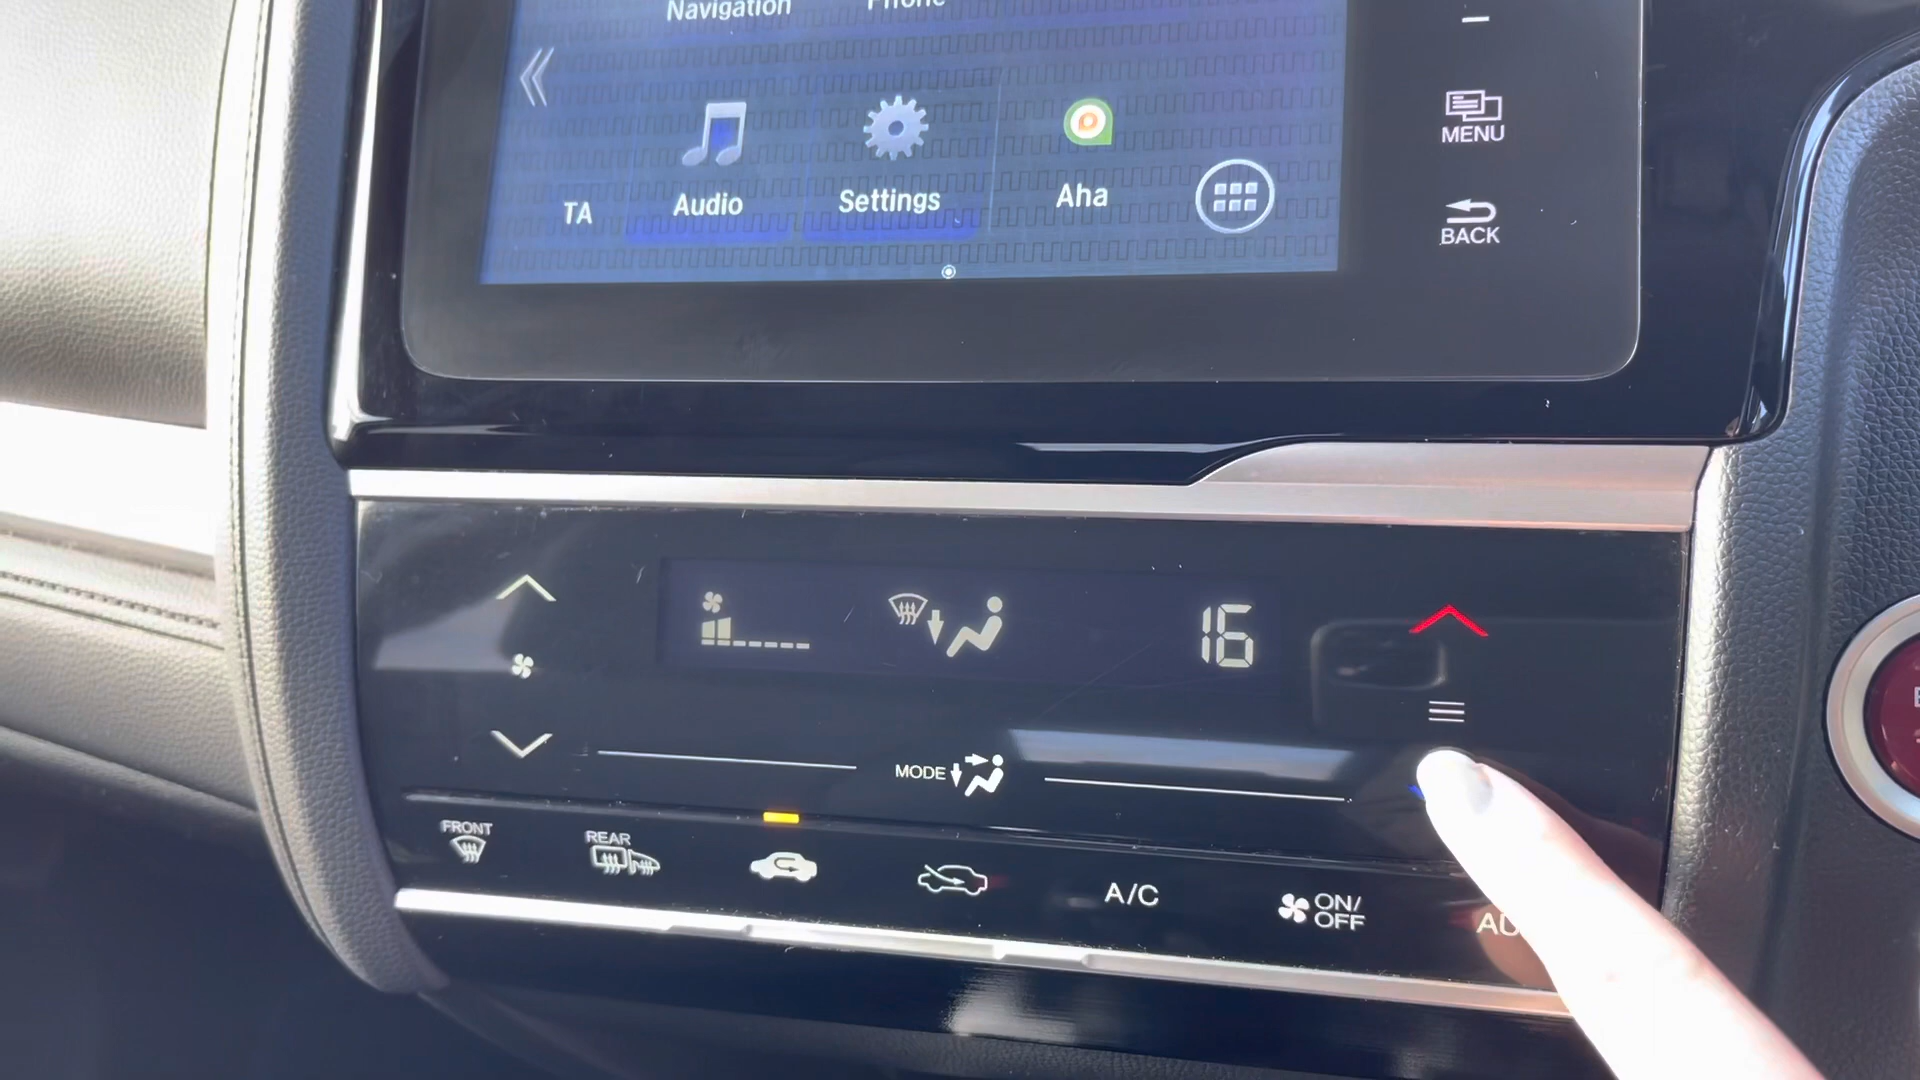 Navigation
Phone
TA
Audio
Settings
Aha
MENU
BACK
16
MODE
FRONT
REAR
A/C
ON/
OFF